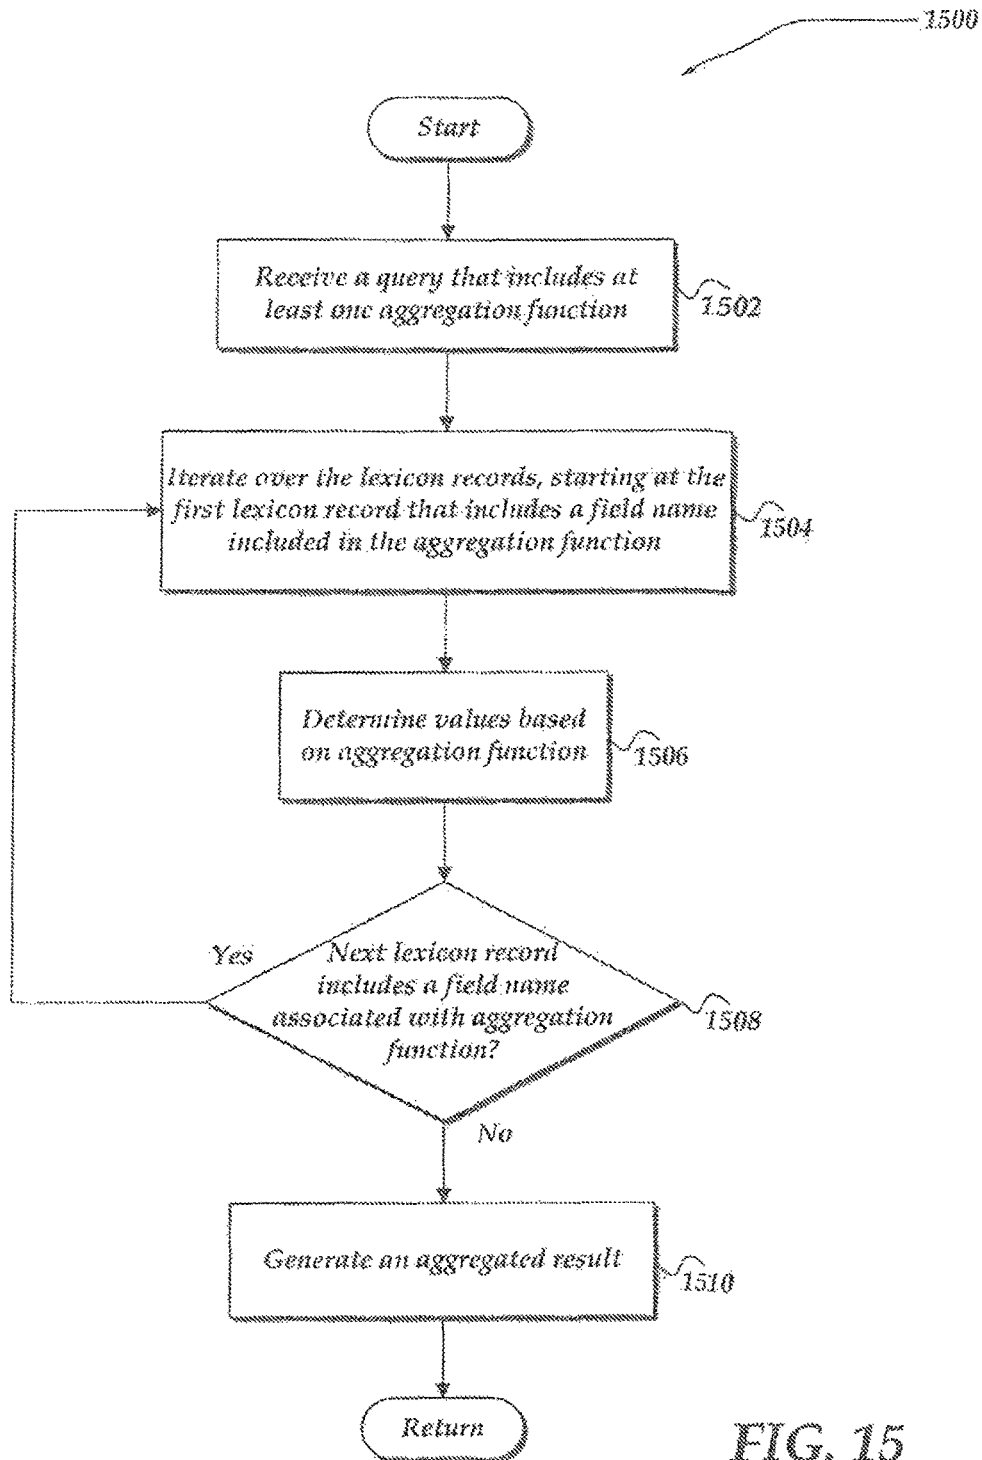 1500
Start
Receive a query that includes at
least one aggregation function
1502
Iterate over the lexicon records, starting at the
first lexicon record that includes a field name
included in the aggregation function
1504
Determine values based
on aggregation function
1506
Yes
Next lexicon record
includes a field name
associated with aggregation
function?
1508
No
Generate an aggregated result
1510
Return
FIG. 15